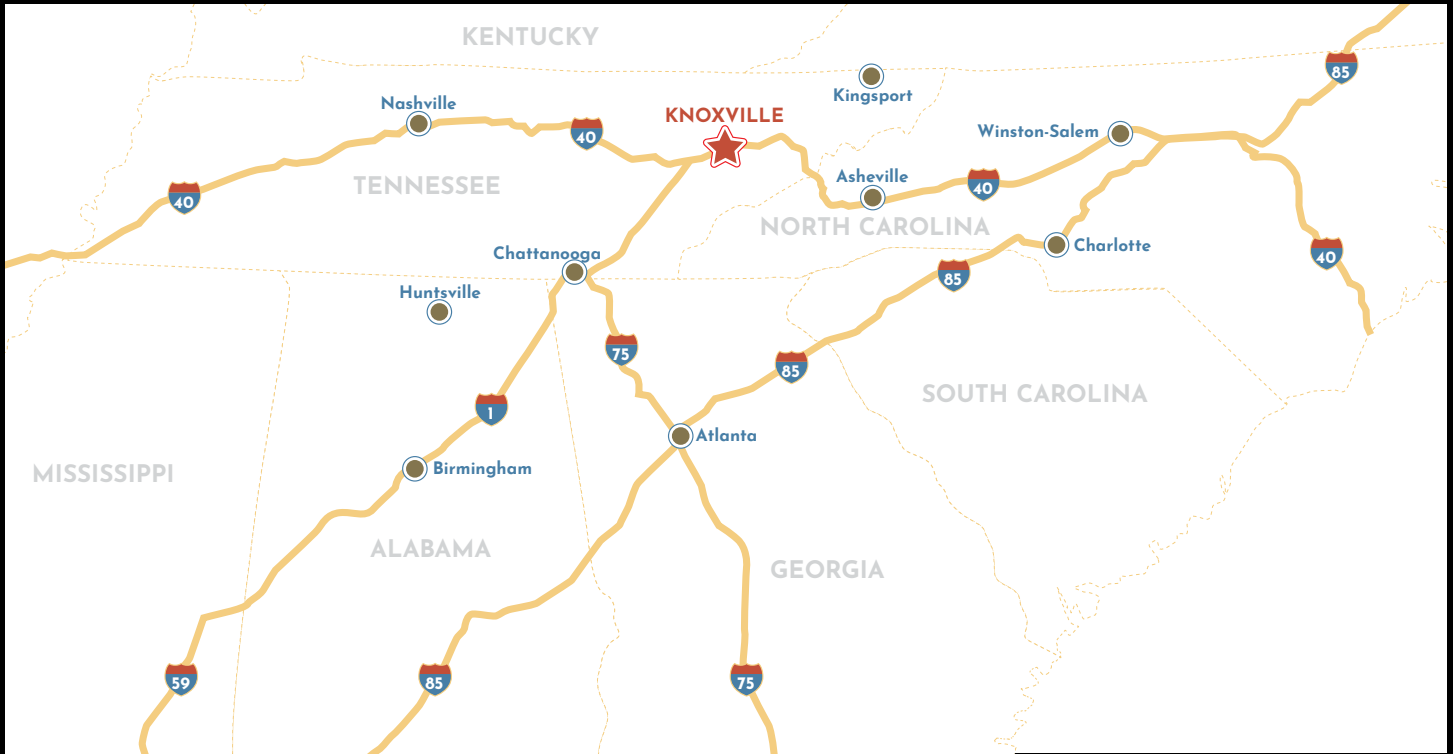 KENTUCKY
85
Kingsport
Nashville
KNOXVILLE
40
Winston-Salem
TENNESSEE
Asheville
40
40
NORTH CAROLINA
Charlotte
Chattanooga
40
85
Huntsville
75
85
SOUTH CAROLINA
1
Atlanta
MISSISSIPPI
Birmingham
ALABAMA
GEORGIA
59
85
75